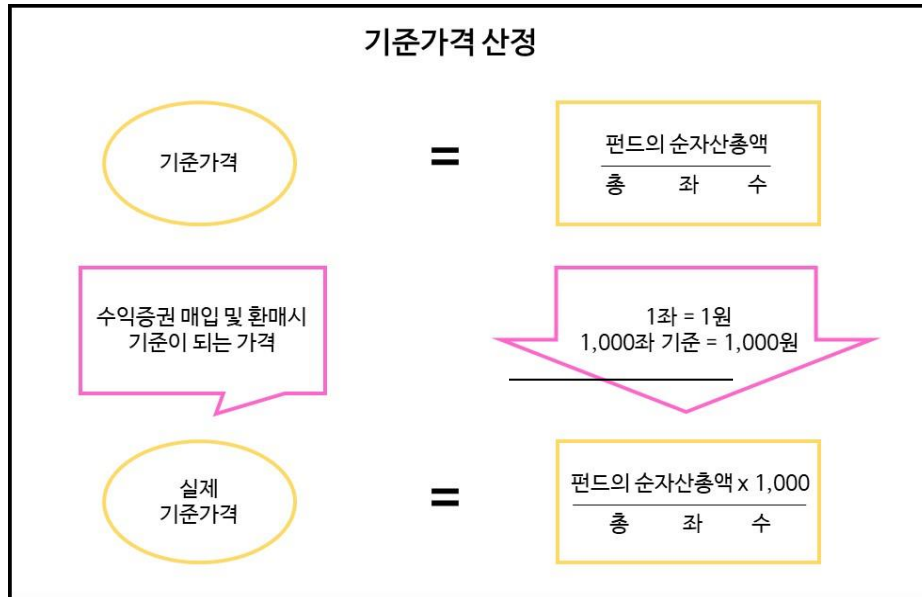 기준가격 산정
기준가격
=
펀드의 순자산총액
총 좌 수
수익증권 매입 및 환매시
기준이 되는 가격
1좌 = 1원
1,000좌 기준 = 1,000원
실제
기준가격
=
펀드의 순자산총액 x 1,000
총 좌 수